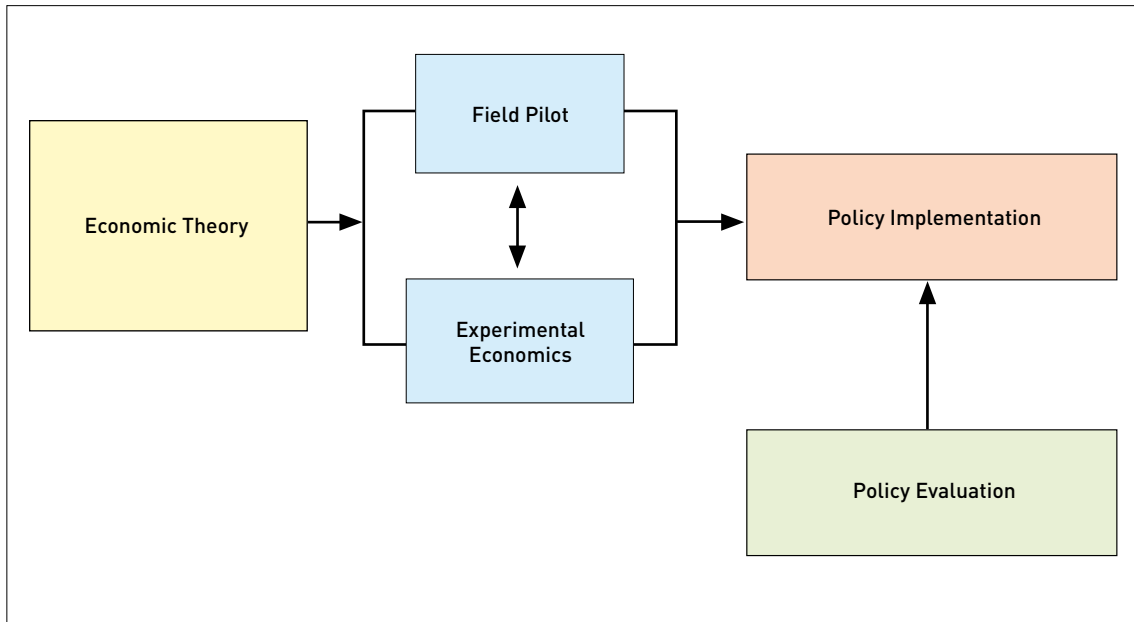 Field Pilot
Economic Theory
Policy Implementation
Experimental
Economics
Policy Evaluation